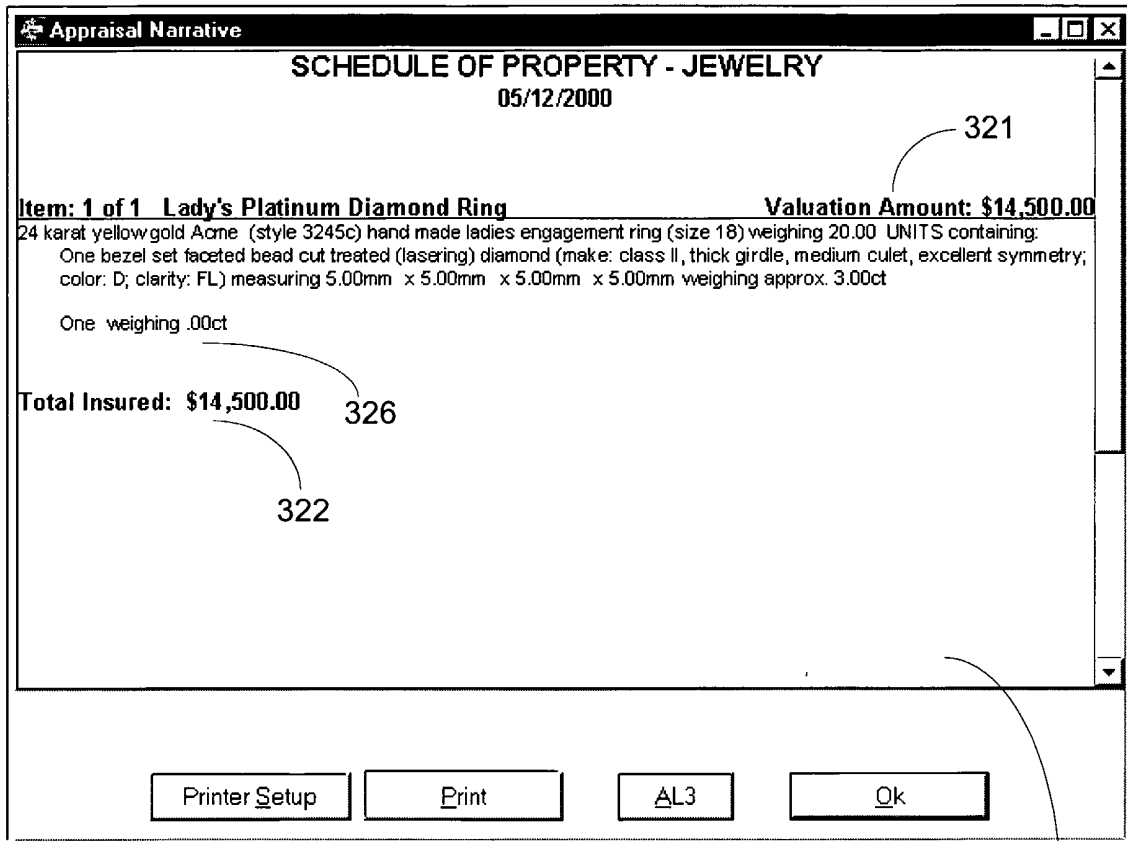 Appraisal Narrative
SCHEDULE OF PROPERTY - JEWELRY
05/12/2000
321
Item: 1 of 1 Lady's Platinum Diamond Ring Valuation Amount: $14,500.00
24 karat yellow gold Acme (style 3245c) hand made ladies engagement ring (size 18) weighing 20.00 UNITS containing:
One bezel set faceted bead cut treated (lasering) diamond (make: class II, thick girdle, medium culet, excellent symmetry;
color: D; clarity: FL) measuring 5.00mm x 5.00mm x 5.00mm x 5.00mm weighing approx. 3.00ct
One weighing .00ct
Total Insured: $14,500.00
326
322
Printer Setup Print AL3 Ok